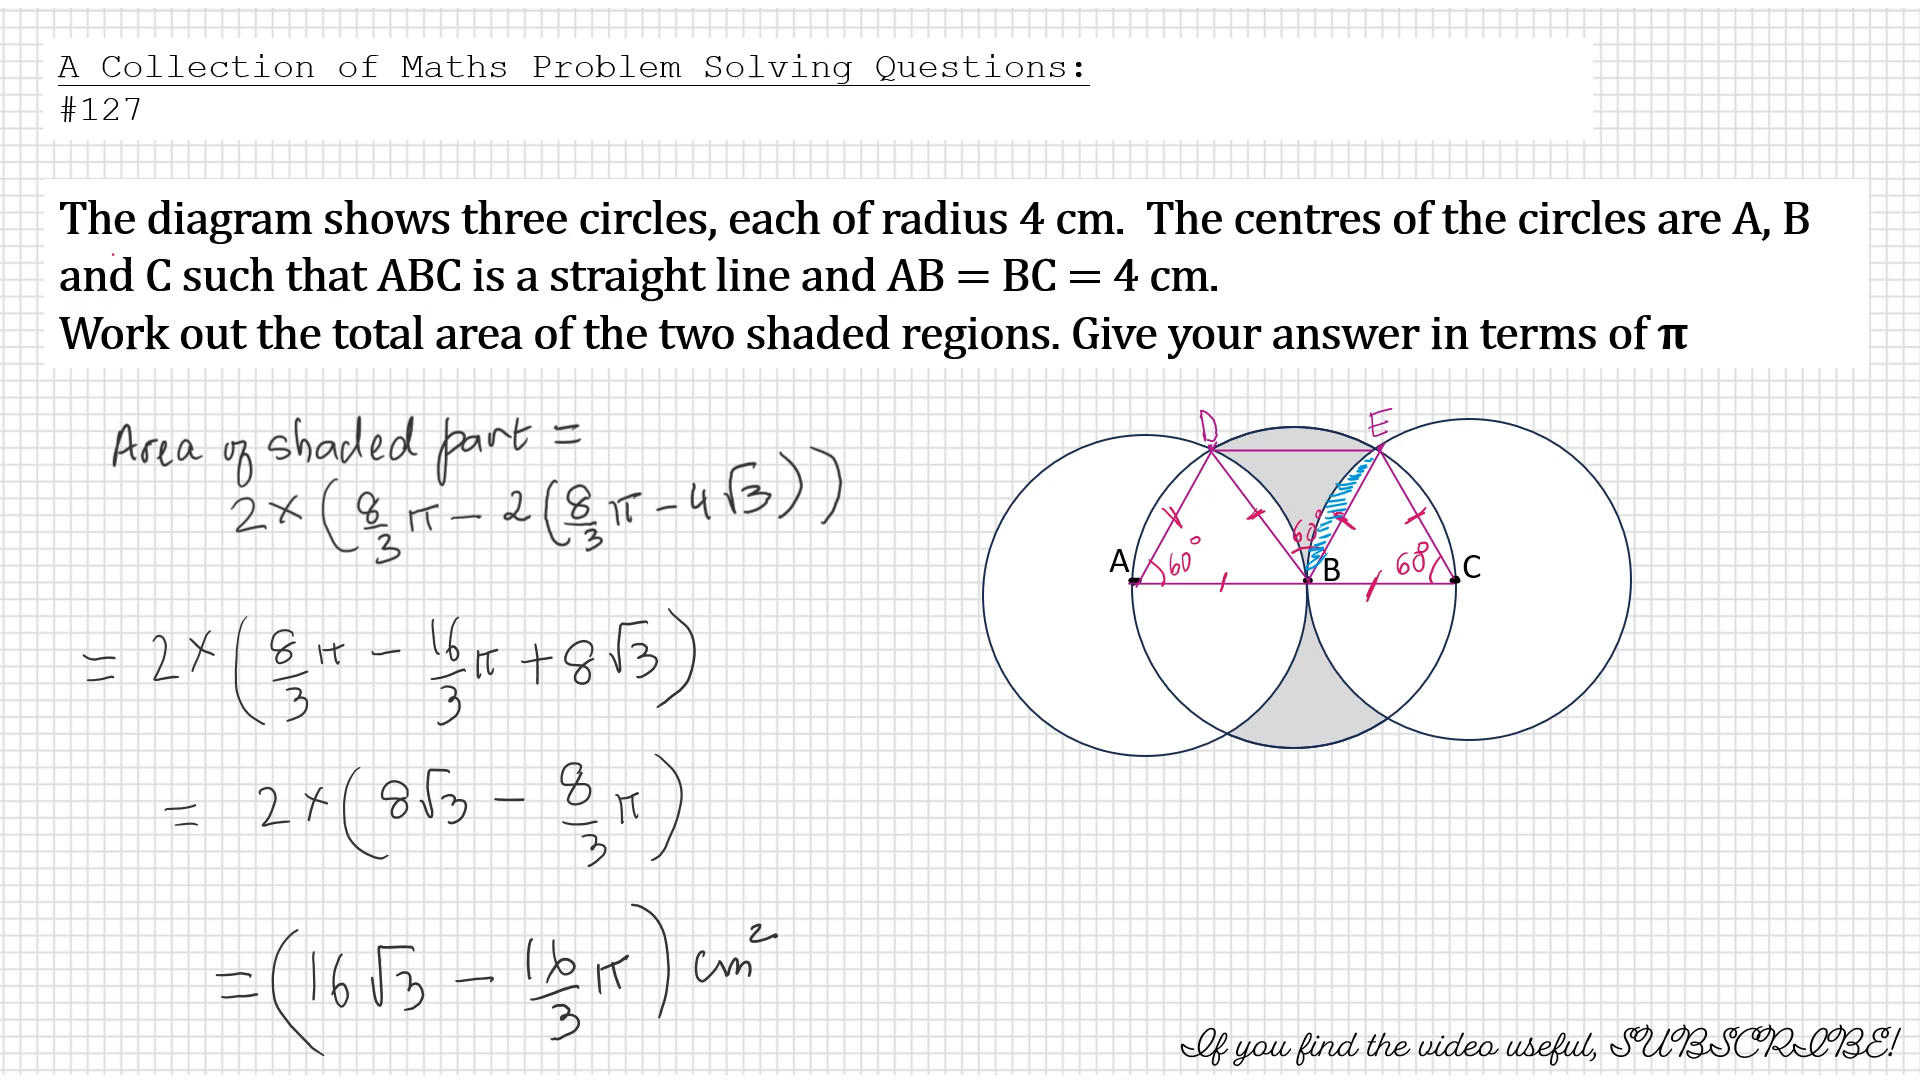 A Collection of Maths Problem Solving Questions:
#127
The diagram shows three circles, each of radius 4 cm. The centres of the circles are A, B
and C such that ABC is a straight line and AB = BC = 4 cm.
Work out the total area of the two shaded regions. Give your answer in terms of π
Area of shaded part =
2×(8/3 π − 2(8/3 π − 4√3))
= 2×(8/3 π − 16/3 π + 8√3)
= 2×(8√3 − 8/3 π)
= (16√3 − 16/3 π) cm²
D E
60°
A 60° B 60° C
If you find the video useful, SUBSCRIBE!